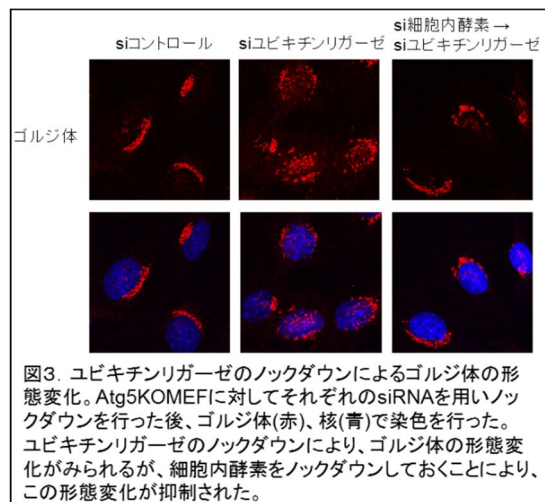 siコントロール
siユビキチンリガーゼ
si細胞内酵素→
siユビキチンリガーゼ
ゴルジ体
図3. ユビキチンリガーゼのノックダウンによるゴルジ体の形
態変化。Atg5KOMEFに対してそれぞれのsiRNAを用いノッ
クダウンを行った後、ゴルジ体(赤)、核(青)で染色を行った。
ユビキチンリガーゼのノックダウンにより、ゴルジ体の形態変
化がみられるが、細胞内酵素をノックダウンしておくことにより、
この形態変化が抑制された。